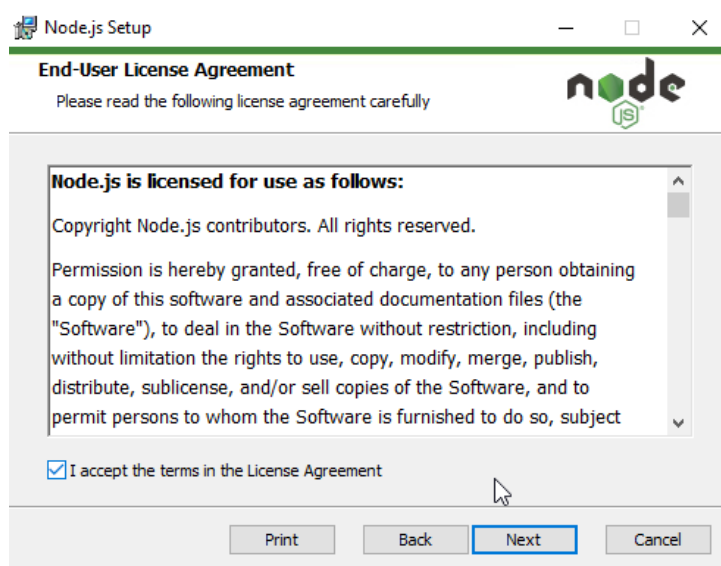 Node.js Setup
End-User License Agreement
Please read the following license agreement carefully
node
JS
Node.js is licensed for use as follows:
Copyright Node.js contributors. All rights reserved.
Permission is hereby granted, free of charge, to any person obtaining
a copy of this software and associated documentation files (the
"Software"), to deal in the Software without restriction, including
without limitation the rights to use, copy, modify, merge, publish,
distribute, sublicense, and/or sell copies of the Software, and to
permit persons to whom the Software is furnished to do so, subject
I accept the terms in the License Agreement
Print Back Next Cancel